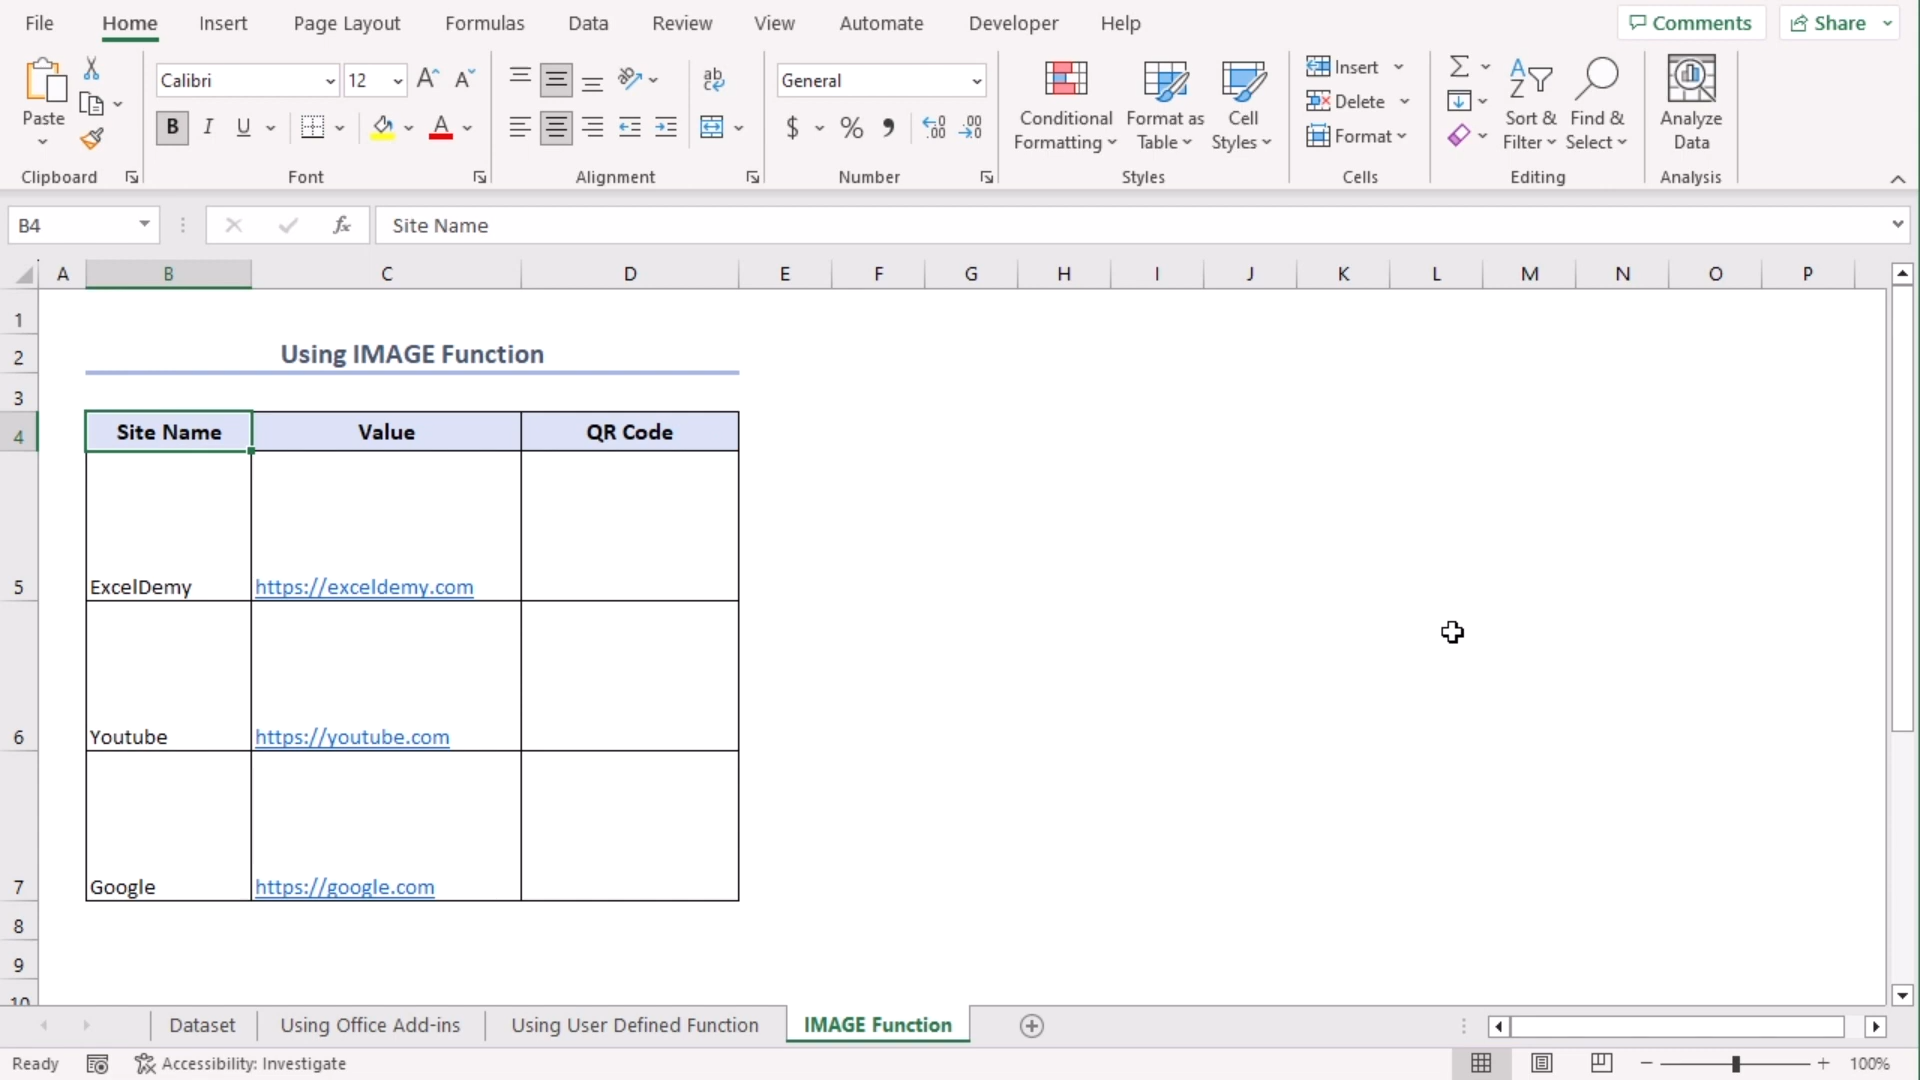 File Home Insert Page Layout Formulas Data Review View Automate Developer Help Comments Share
Paste
Clipboard
Calibri 12
B I U A
Font
ab
Alignment
General
$ %
Number
Conditional Formatting
Format as Table
Cell Styles
Styles
Insert
Delete
Format
Cells
Sort & Filter
Find & Select
Editing
Analyze Data
Analysis
B4 fx Site Name
A B C D E F G H I J K L M N O P
1
2 Using IMAGE Function
3
4 Site Name Value QR Code
5 ExcelDemy https://exceldemy.com
6 Youtube https://youtube.com
7 Google https://google.com
8
9
10
Dataset Using Office Add-ins Using User Defined Function IMAGE Function
Ready Accessibility: Investigate 100%